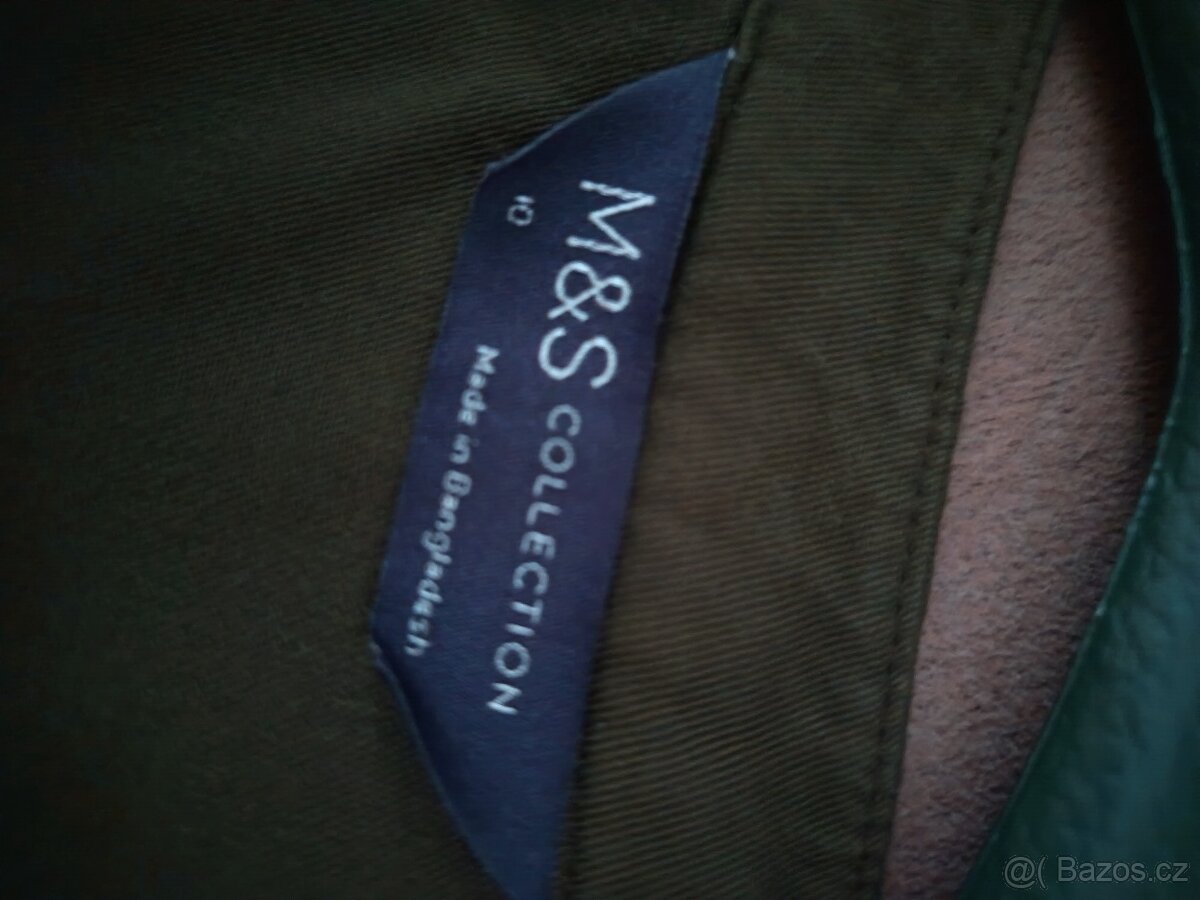 M&S COLLECTION
10
Made in Bangladesh
@( Bazos.cz